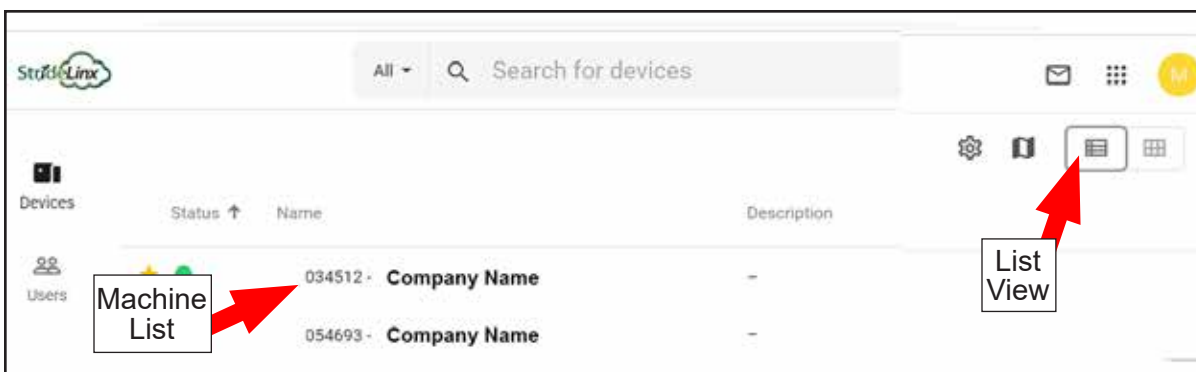 StrideLinx
All
Search for devices
M
Devices
Status Name Description
Users
034512 - Company Name –
054693 - Company Name –
Machine
List
List
View